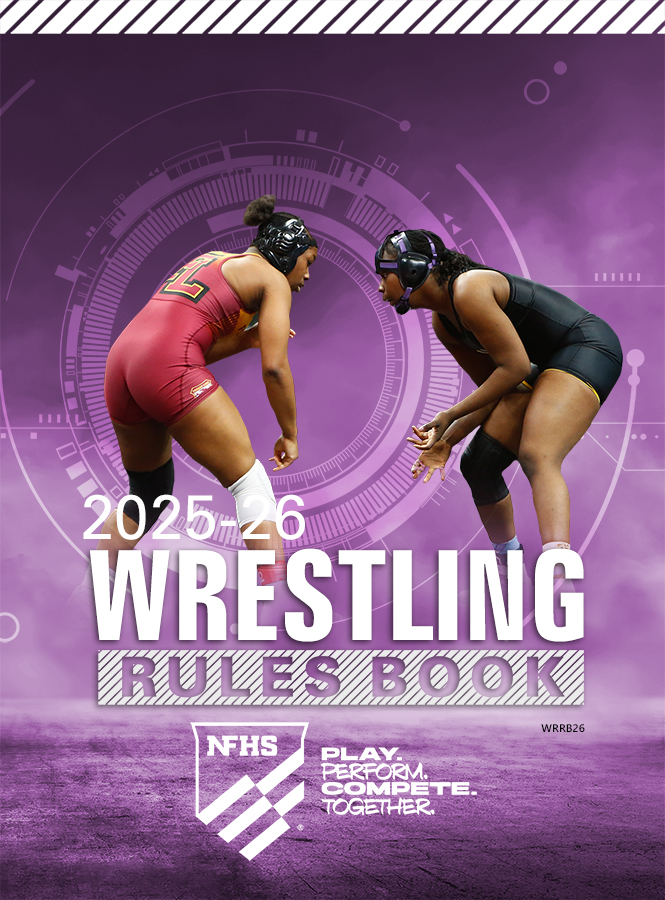 2025-26
WRESTLING
RULES BOOK
WRRB26
NFHS
PLAY.
PERFORM.
COMPETE.
TOGETHER.
®